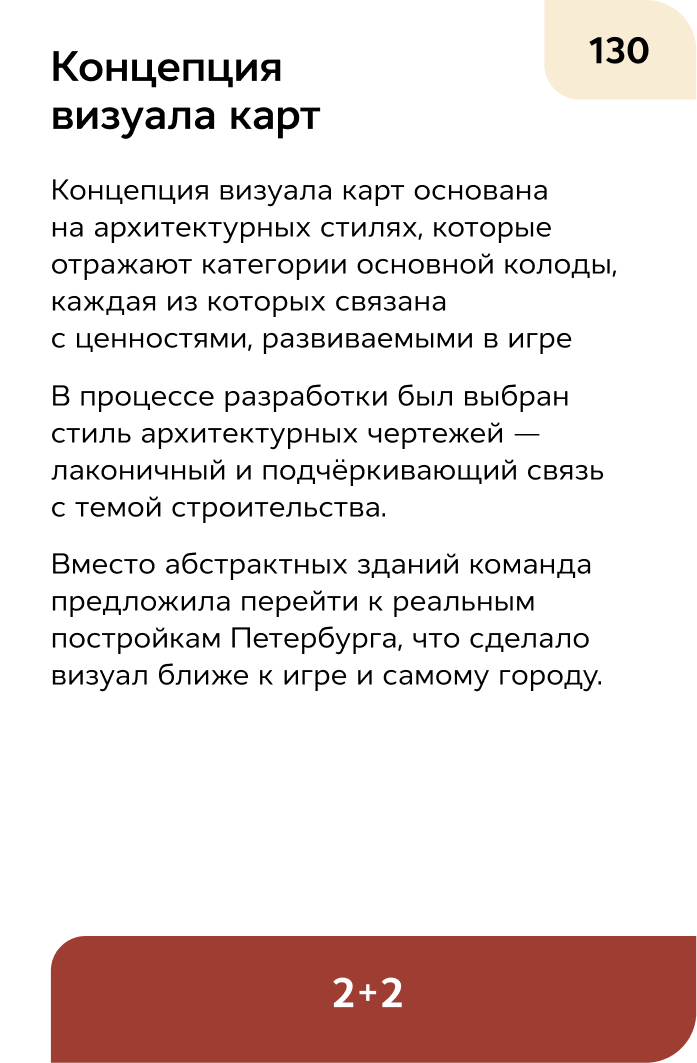 130
Концепция
визуала карт
Концепция визуала карт основана
на архитектурных стилях, которые
отражают категории основной колоды,
каждая из которых связана
с ценностями, развиваемыми в игре
В процессе разработки был выбран
стиль архитектурных чертежей —
лаконичный и подчёркивающий связь
с темой строительства.
Вместо абстрактных зданий команда
предложила перейти к реальным
постройкам Петербурга, что сделало
визуал ближе к игре и самому городу.
2+2